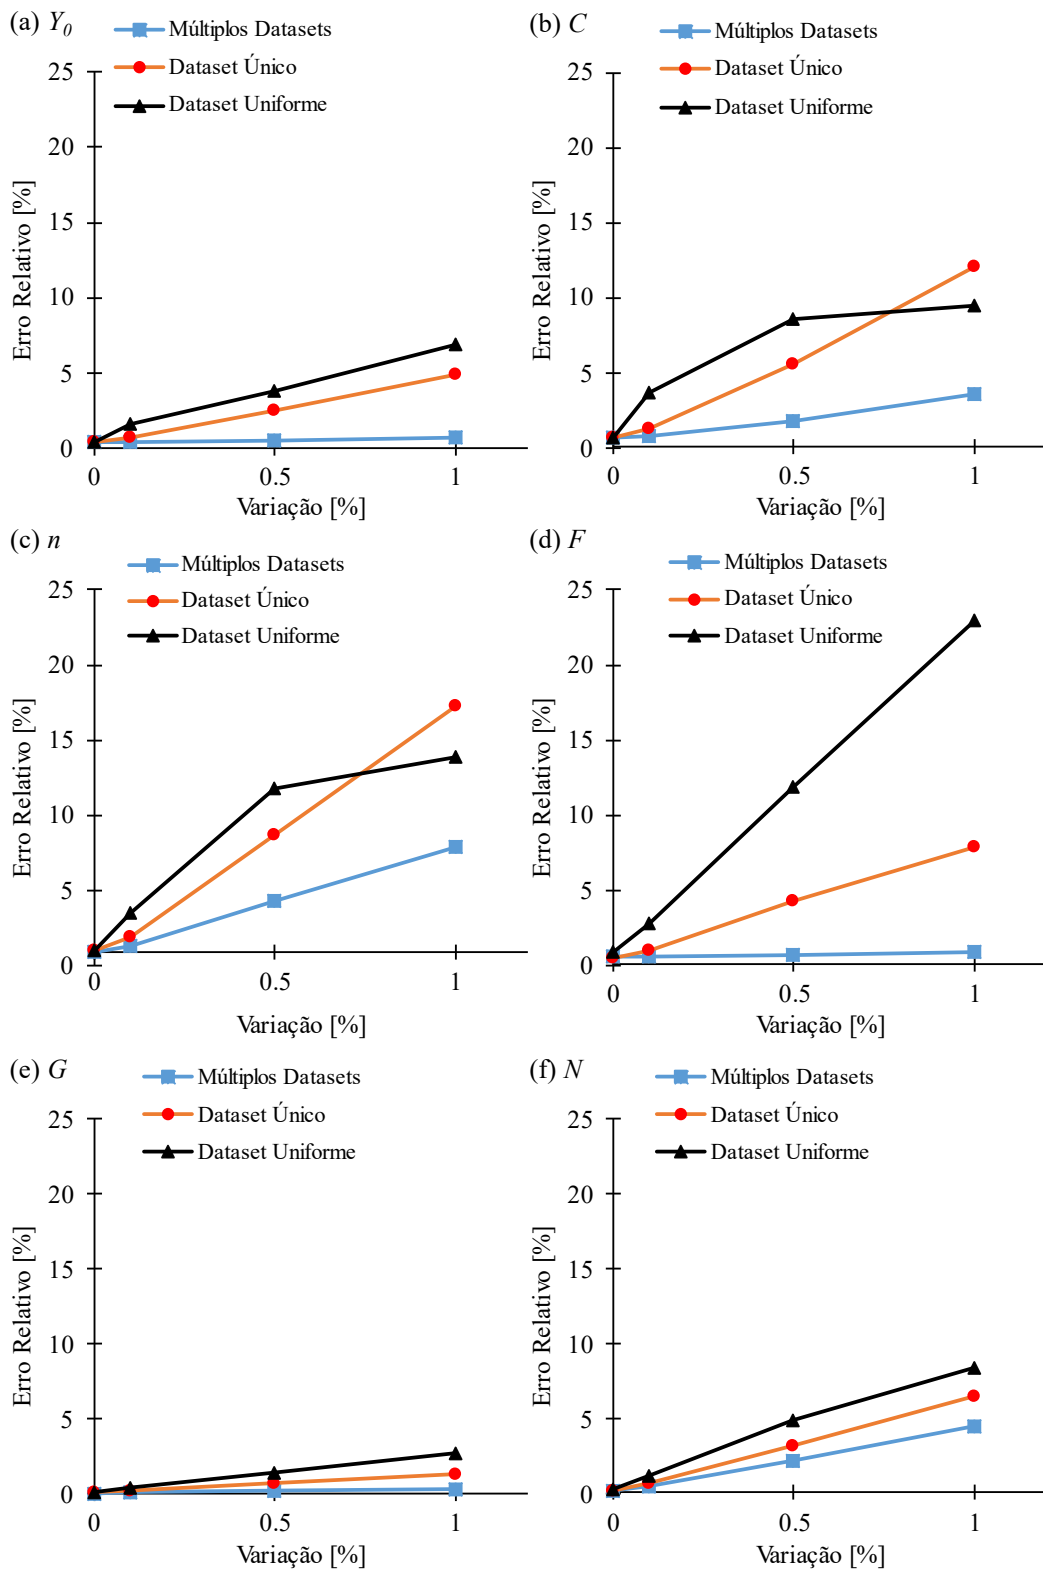 (a) Y0
Múltiplos Datasets
Dataset Único
Dataset Uniforme
25
20
15
10
5
0
Erro Relativo [%]
0 0.5 1
Variação [%]
(b) C
Múltiplos Datasets
Dataset Único
Dataset Uniforme
25
20
15
10
5
0
Erro Relativo [%]
0 0.5 1
Variação [%]
(c) n
Múltiplos Datasets
Dataset Único
Dataset Uniforme
25
20
15
10
5
0
Erro Relativo [%]
0 0.5 1
Variação [%]
(d) F
Múltiplos Datasets
Dataset Único
Dataset Uniforme
25
20
15
10
5
0
Erro Relativo [%]
0 0.5 1
Variação [%]
(e) G
Múltiplos Datasets
Dataset Único
Dataset Uniforme
25
20
15
10
5
0
Erro Relativo [%]
0 0.5 1
Variação [%]
(f) N
Múltiplos Datasets
Dataset Único
Dataset Uniforme
25
20
15
10
5
0
Erro Relativo [%]
0 0.5 1
Variação [%]